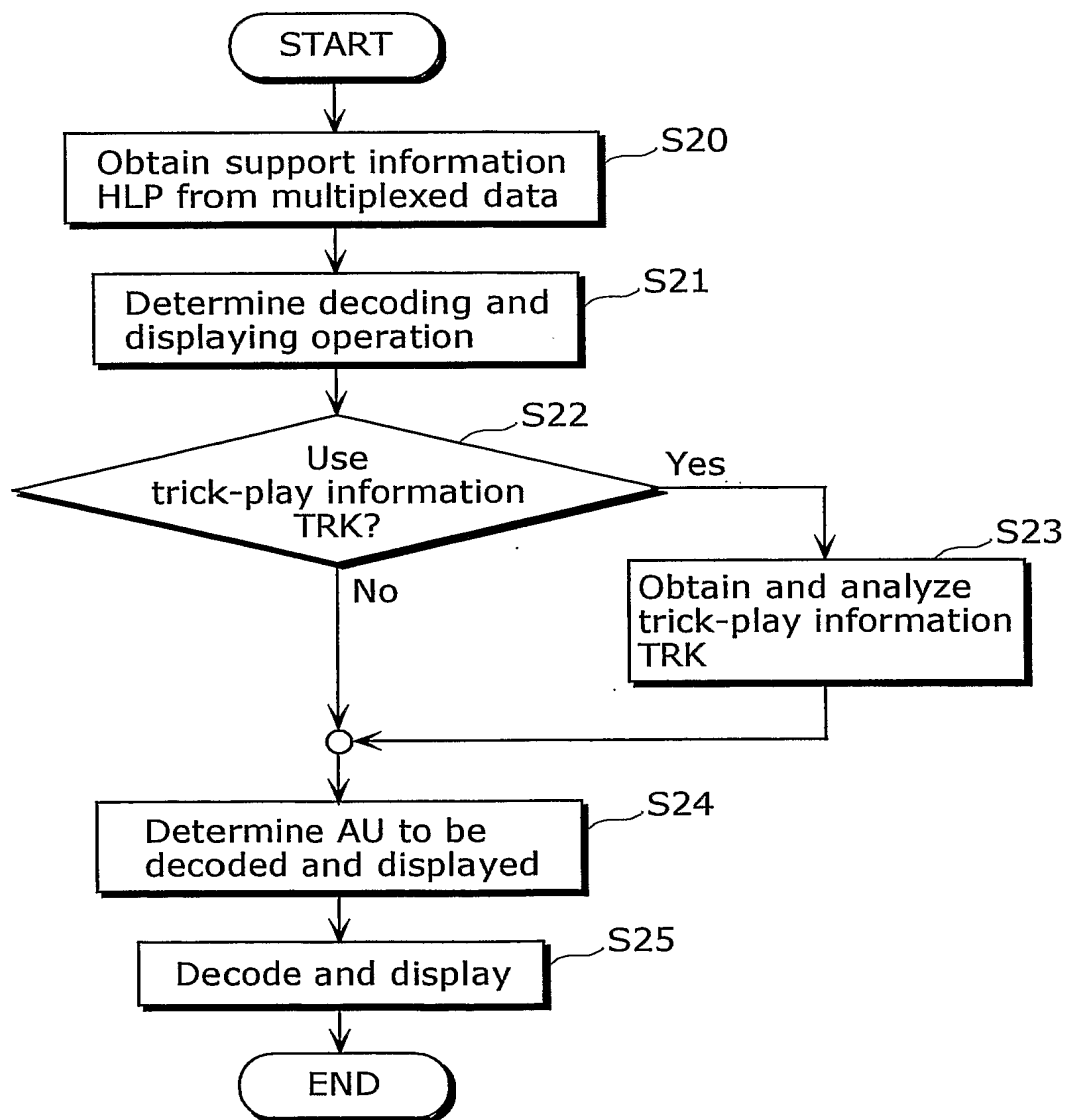 START
S20
Obtain support information
HLP from multiplexed data
S21
Determine decoding and
displaying operation
S22
Use
trick-play information
TRK?
Yes
No
S23
Obtain and analyze
trick-play information
TRK
S24
Determine AU to be
decoded and displayed
S25
Decode and display
END